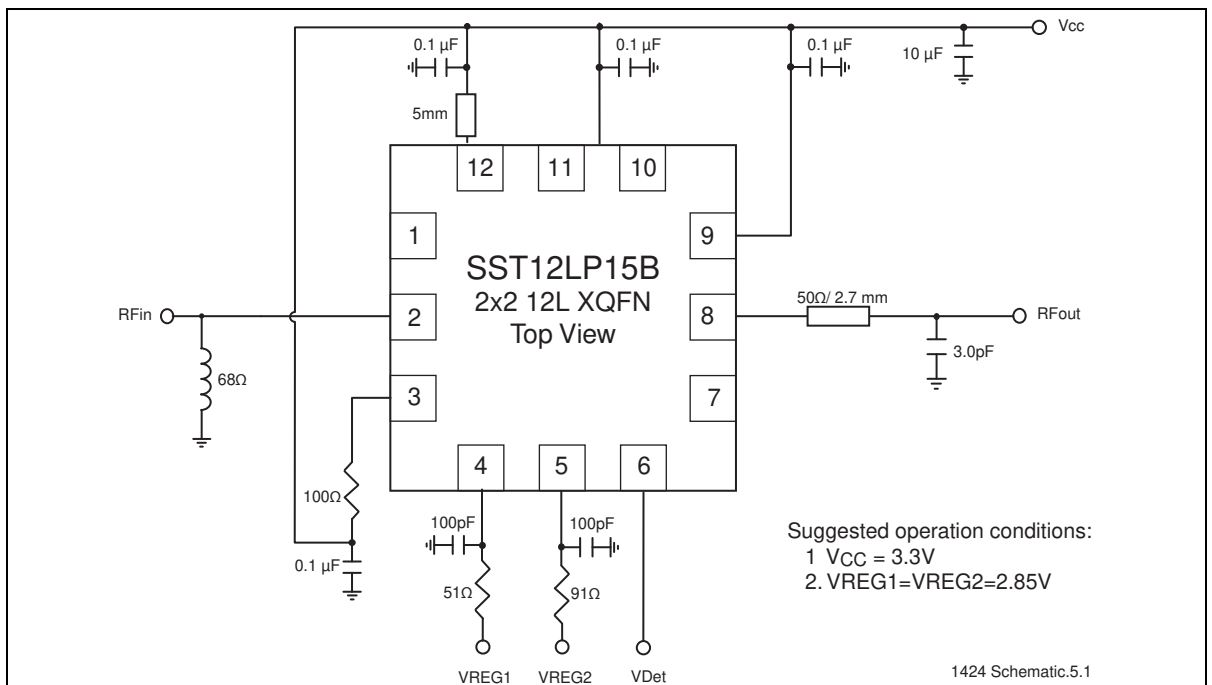 Vcc
0.1 µF
0.1 µF
0.1 µF
10 µF
5mm
12
11
10
1
9
SST12LP15B
2x2 12L XQFN
Top View
50Ω/ 2.7 mm
RFin
2
8
RFout
3.0pF
68Ω
3
7
4
5
6
100Ω
100pF
100pF
Suggested operation conditions:
1 VCC = 3.3V
2. VREG1=VREG2=2.85V
0.1 µF
51Ω
91Ω
VREG1
VREG2
VDet
1424 Schematic.5.1